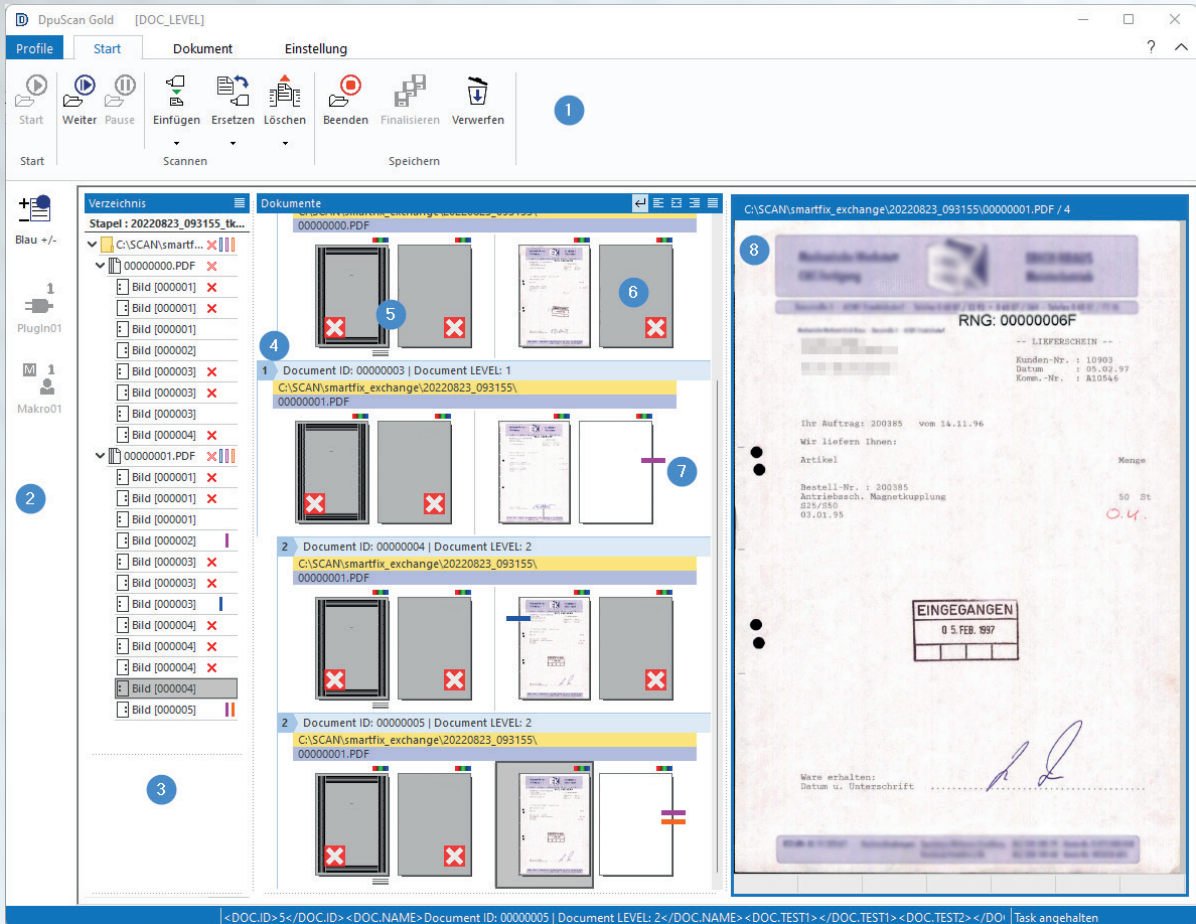 DpuScan Gold [DOC_LEVEL]
Profile Start Dokument Einstellung ?
Start Weiter Pause Einfügen Ersetzen Löschen Beenden Finalisieren Verwerfen
1
Start Scannen Speichern
Blau +/-
1
PlugIn01
M 1
Makro01
2
Verzeichnis
Stapel : 20220823_093155_tk...
C:\SCAN\smartf...
00000000.PDF
Bild [000001]
Bild [000001]
Bild [000001]
Bild [000002]
Bild [000003]
Bild [000003]
Bild [000003]
Bild [000004]
00000001.PDF
Bild [000001]
Bild [000001]
Bild [000001]
Bild [000002]
Bild [000003]
Bild [000003]
Bild [000003]
Bild [000004]
Bild [000004]
Bild [000004]
Bild [000004]
Bild [000005]
3
Dokumente
C:\SCAN\smartfix_exchange\20220823_093155\
00000000.PDF
5
6
4
1 Document ID: 00000003 | Document LEVEL: 1
C:\SCAN\smartfix_exchange\20220823_093155\
00000001.PDF
7
2 Document ID: 00000004 | Document LEVEL: 2
C:\SCAN\smartfix_exchange\20220823_093155\
00000001.PDF
2 Document ID: 00000005 | Document LEVEL: 2
C:\SCAN\smartfix_exchange\20220823_093155\
00000001.PDF
C:\SCAN\smartfix_exchange\20220823_093155\00000001.PDF / 4
8
RNG: 00000006F
-- LIEFERSCHEIN --
Kunden-Nr. : 10903
Datum : 05.02.97
Komm.-Nr. : A10546
Ihr Auftrag: 200385 vom 14.11.96
Wir liefern Ihnen:
Artikel Menge
Bestell-Nr. : 200385
Antriebssch. Magnetkupplung 50 St
S25/S50
03.01.95
EINGEGANGEN
0 5. FEB. 1997
Ware erhalten:
Datum u. Unterschrift ................................
<DOC.ID>5</DOC.ID><DOC.NAME>Document ID: 00000005 | Document LEVEL: 2</DOC.NAME><DOC.TEST1></DOC.TEST1><DOC.TEST2></DO
Task angehalten